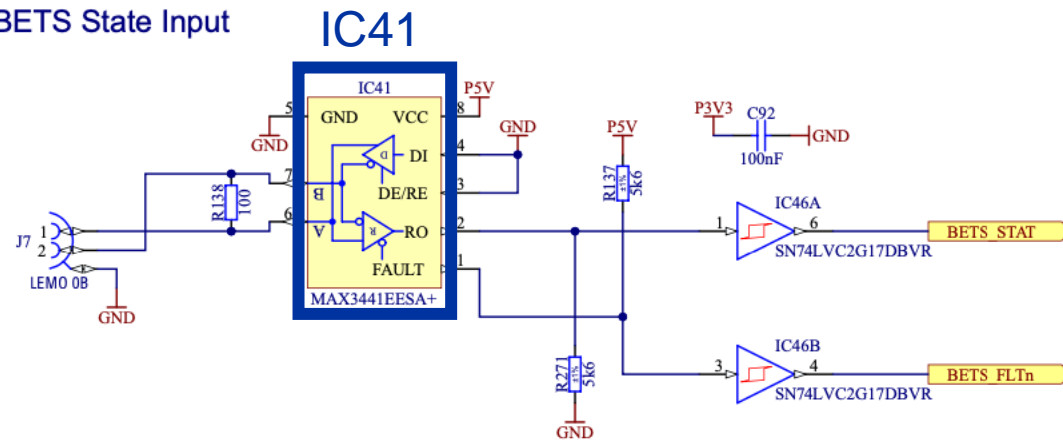 BETS State Input
IC41
IC41
P5V
5
GND
VCC
8
GND
GND
4
DI
D
7
B
DE/RE
3
R138
100
6
A
R
RO
2
J7
1
2
LEMO 0B
FAULT
1
GND
MAX3441EESA+
P5V
R137
±1%
5k6
P3V3
C92
100nF
GND
IC46A
1
6
BETS_STAT
SN74LVC2G17DBVR
IC46B
3
4
BETS_FLTn
SN74LVC2G17DBVR
R271
±1%
5k6
GND